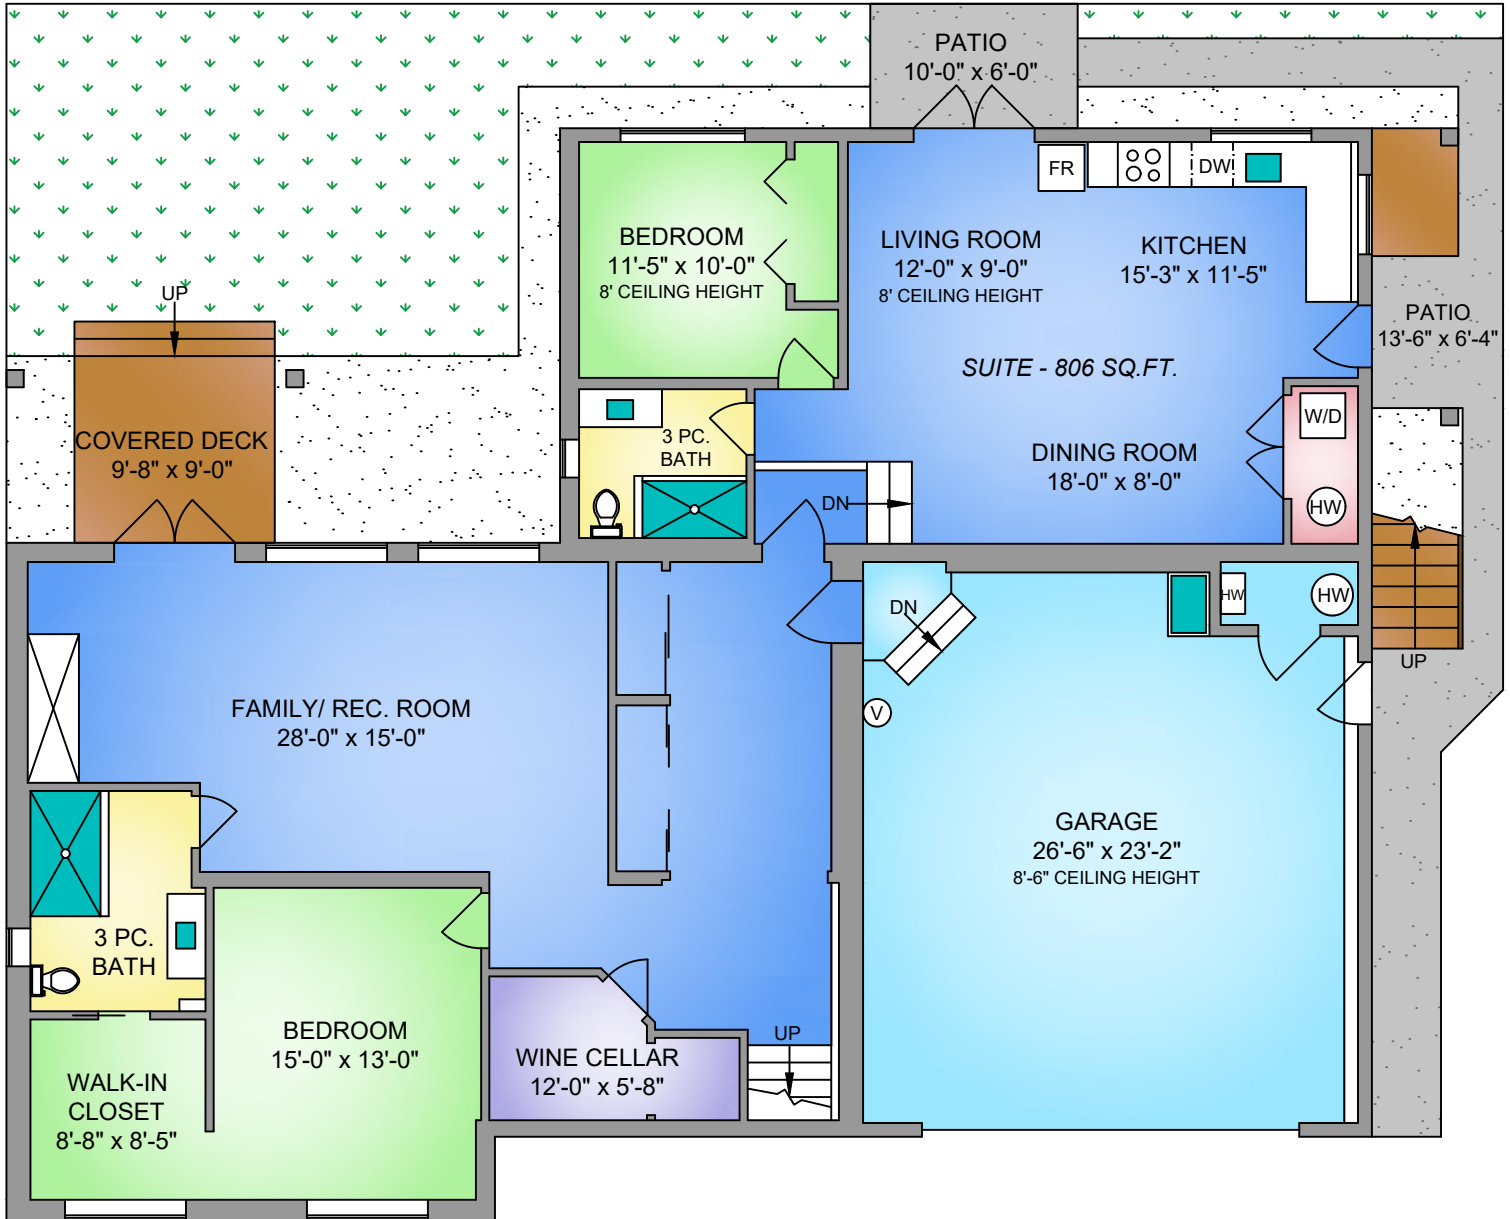 PATIO
10'-0" x 6'-0"
FR
DW
BEDROOM
11'-5" x 10'-0"
8' CEILING HEIGHT
LIVING ROOM
12'-0" x 9'-0"
8' CEILING HEIGHT
KITCHEN
15'-3" x 11'-5"
UP
PATIO
13'-6" x 6'-4"
SUITE - 806 SQ.FT.
COVERED DECK
9'-8" x 9'-0"
3 PC.
BATH
W/D
DINING ROOM
18'-0" x 8'-0"
DN
HW
DN
HW
HW
UP
FAMILY/ REC. ROOM
28'-0" x 15'-0"
V
GARAGE
26'-6" x 23'-2"
8'-6" CEILING HEIGHT
3 PC.
BATH
BEDROOM
15'-0" x 13'-0"
WINE CELLAR
12'-0" x 5'-8"
UP
WALK-IN
CLOSET
8'-8" x 8'-5"